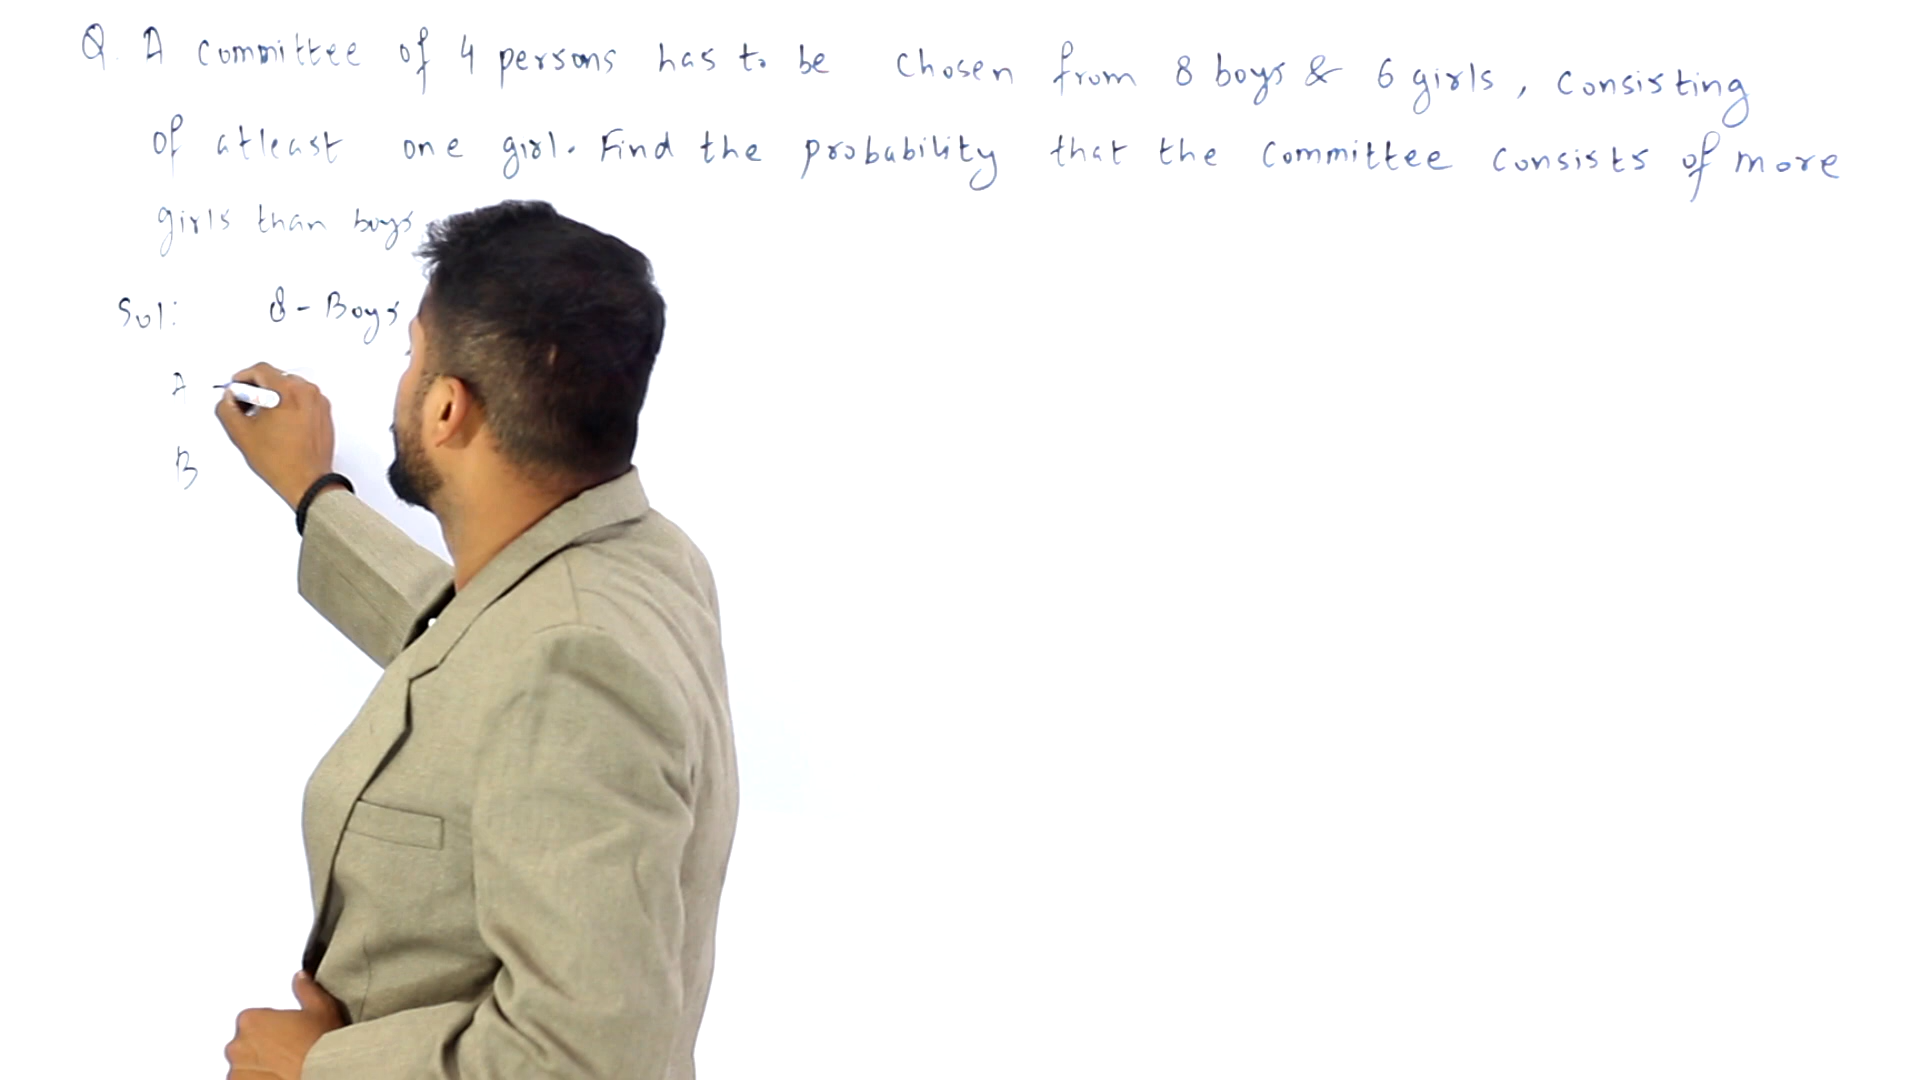 Q. A committee of 4 persons has to be chosen from 8 boys & 6 girls, consisting
of atleast one girl. Find the probability that the committee consists of more
girls than boys
Sol: 8 - Boys
A -
B